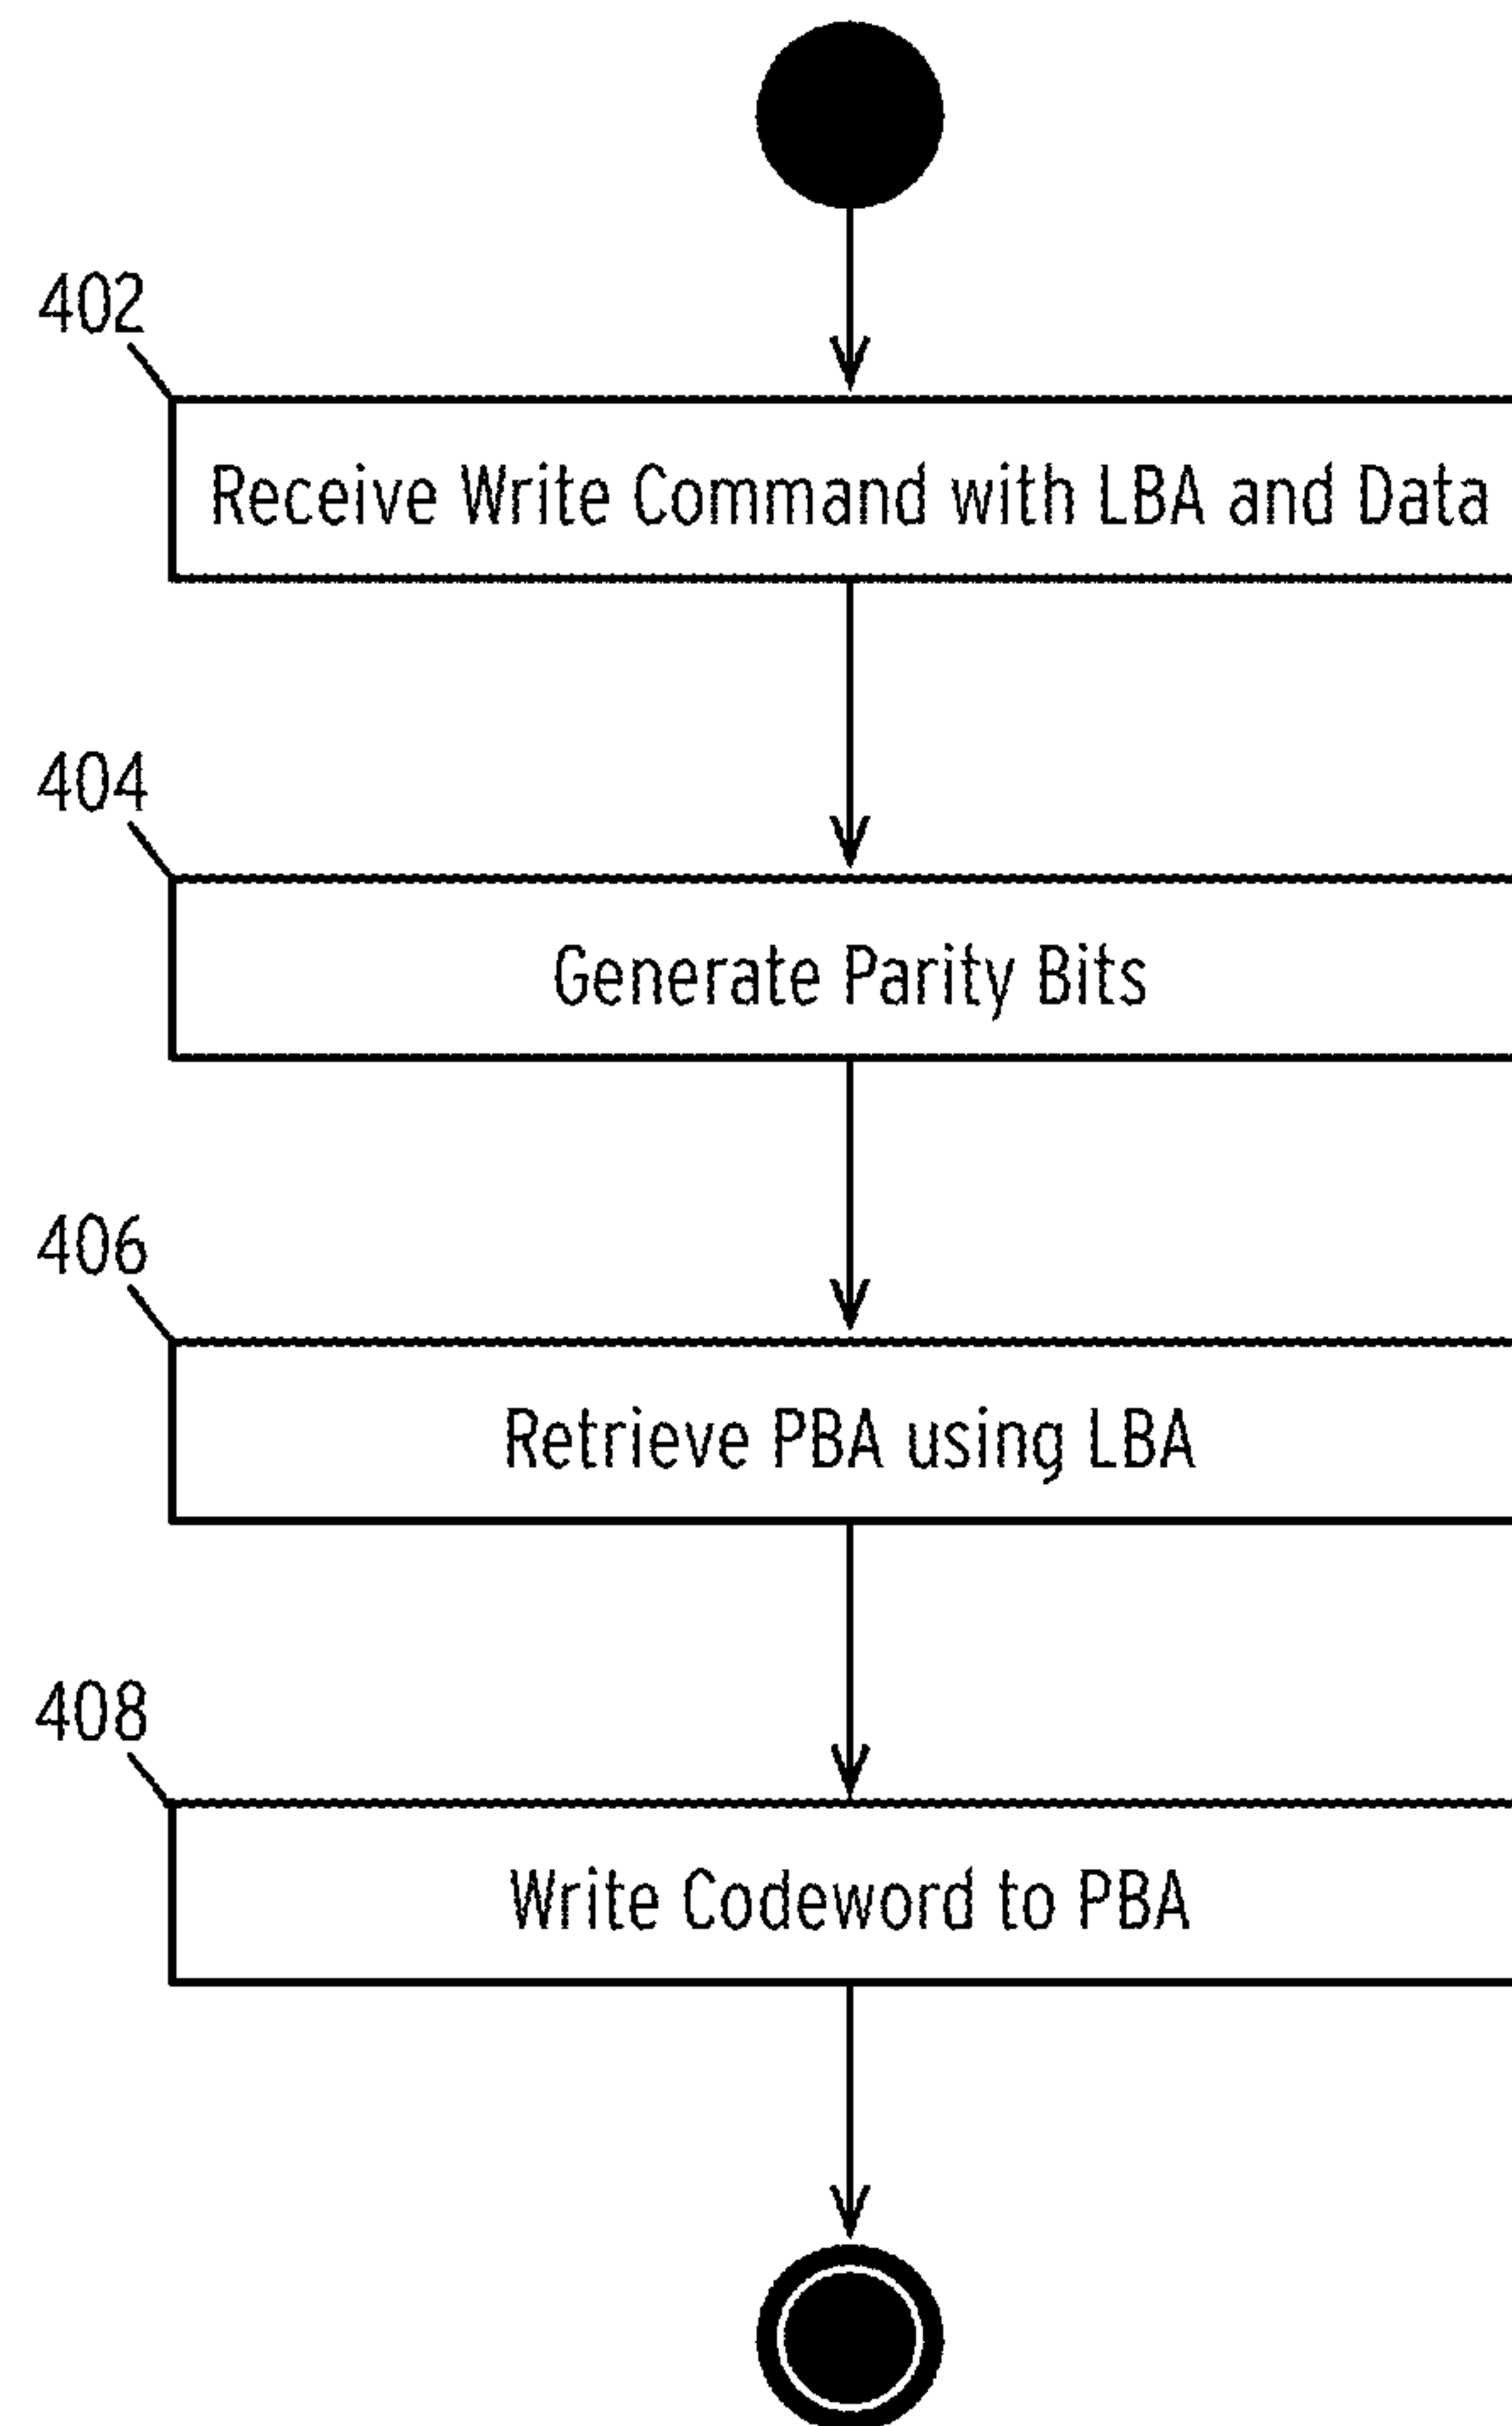 402
Receive Write Command with LBA and Data
404
Generate Parity Bits
406
Retrieve PBA using LBA
408
Write Codeword to PBA